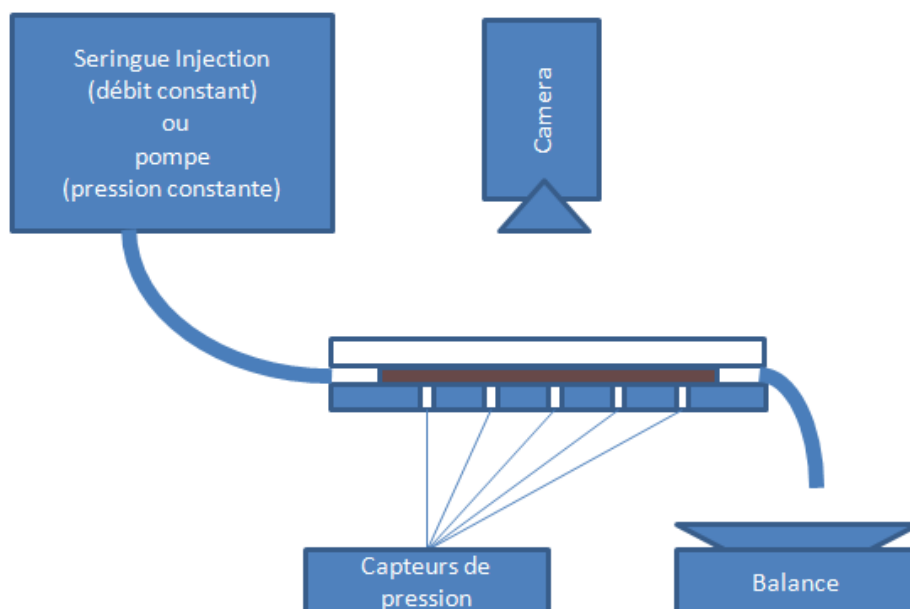 Seringue Injection
(débit constant)
ou
pompe
(pression constante)
Camera
Capteurs de
pression
Balance